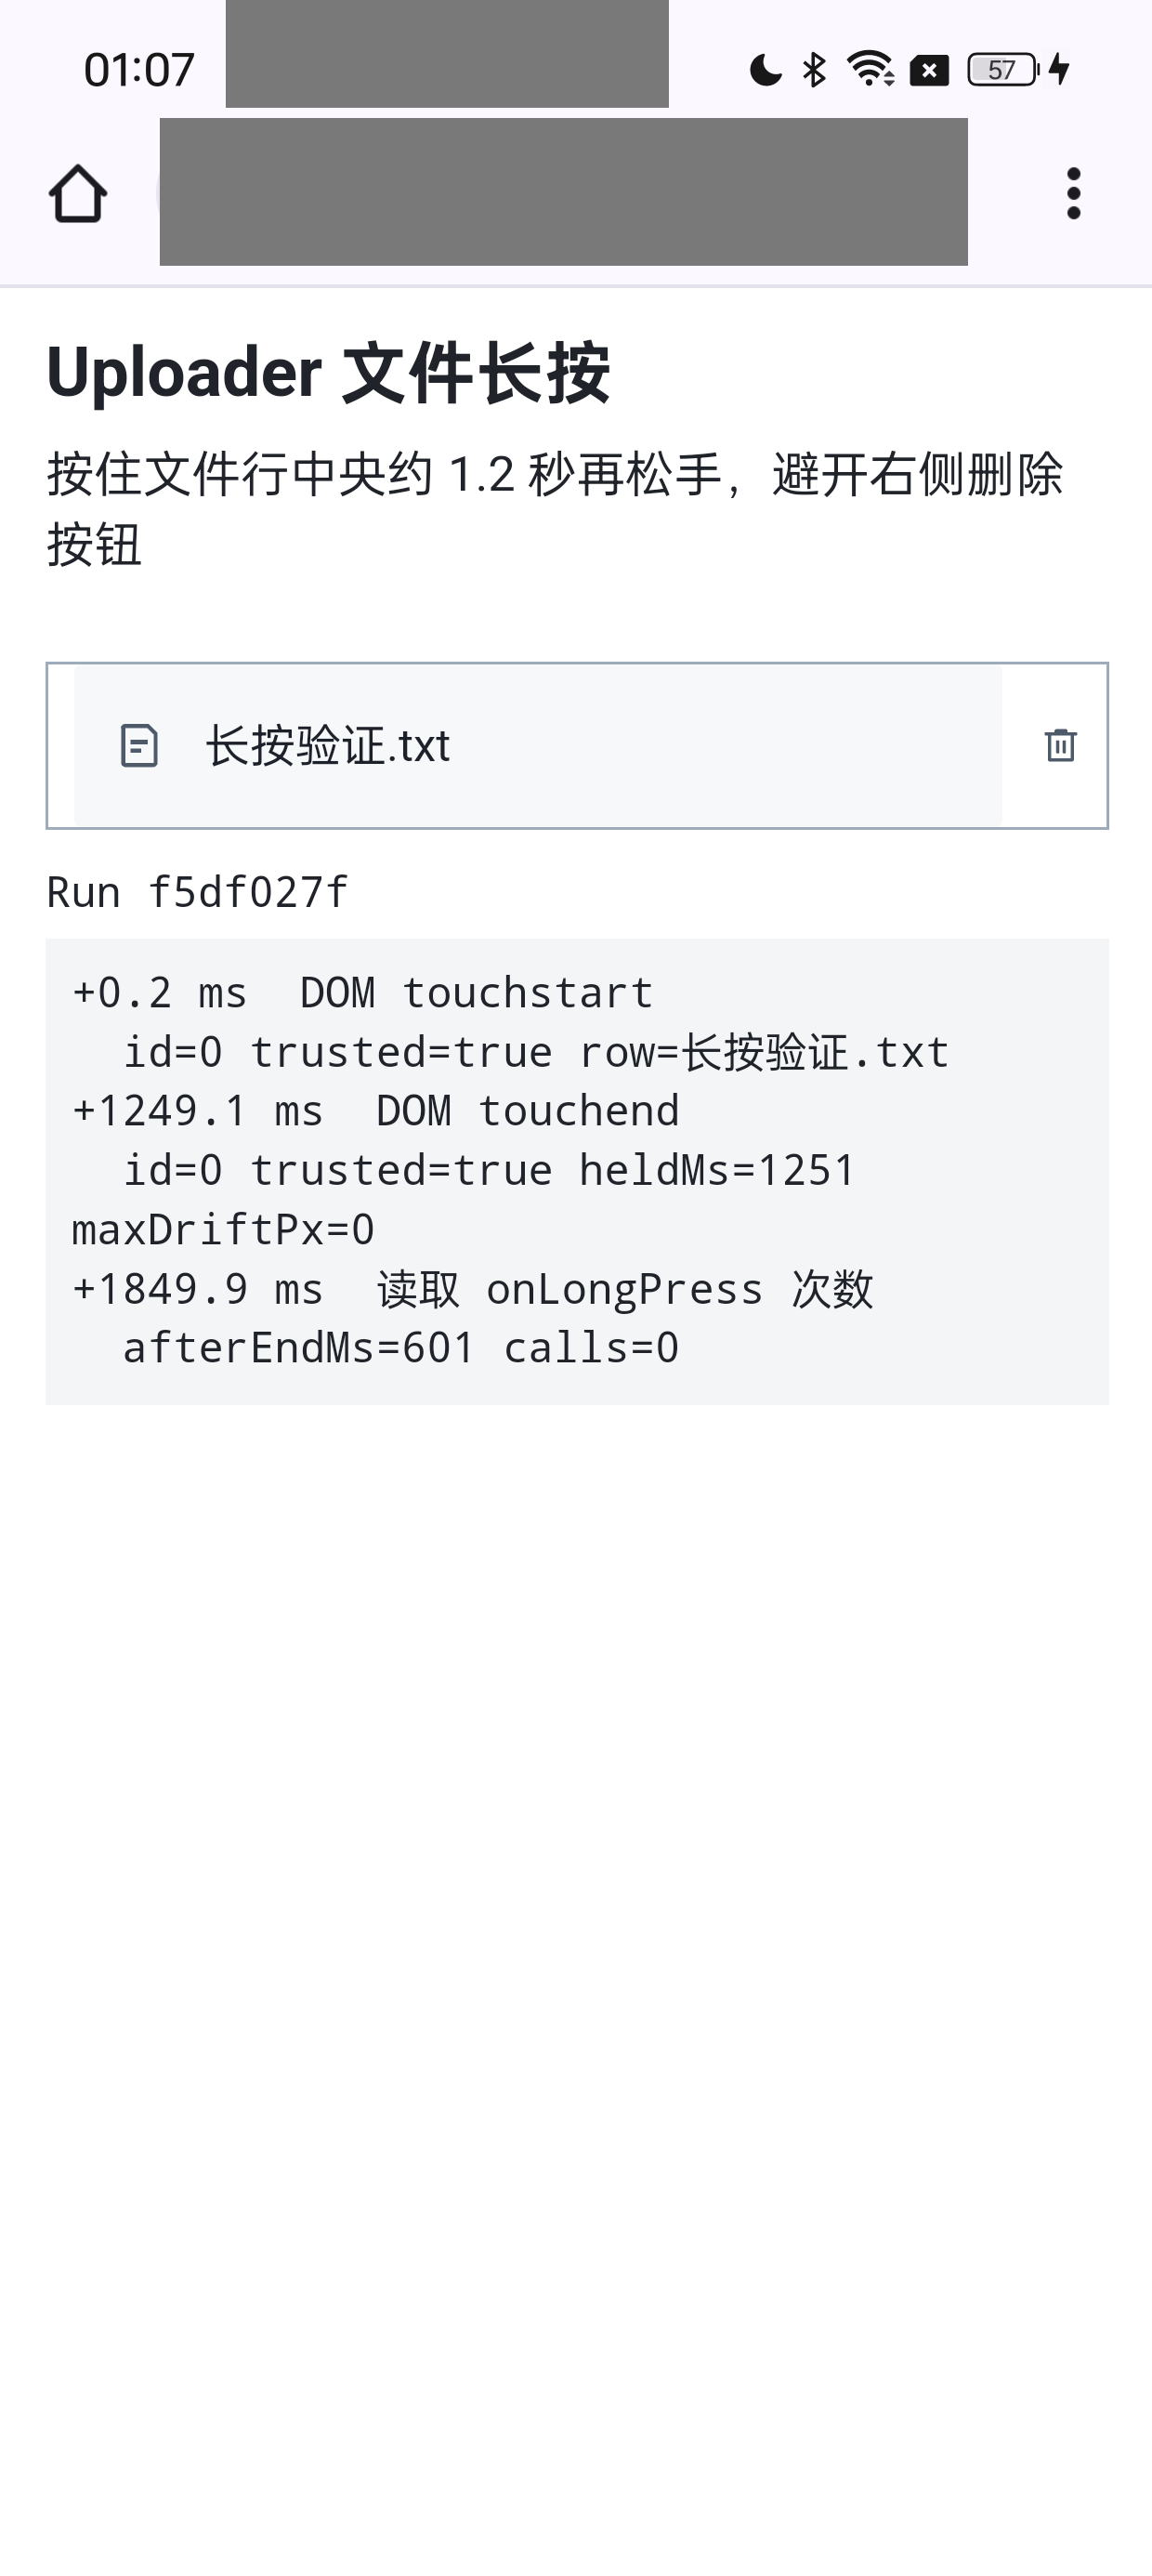 01:07
57
Uploader 文件长按
按住文件行中央约 1.2 秒再松手，避开右侧删除
按钮
长按验证.txt
Run f5df027f
+0.2 ms  DOM touchstart
  id=0 trusted=true row=长按验证.txt
+1249.1 ms  DOM touchend
  id=0 trusted=true heldMs=1251
maxDriftPx=0
+1849.9 ms  读取 onLongPress 次数
  afterEndMs=601 calls=0